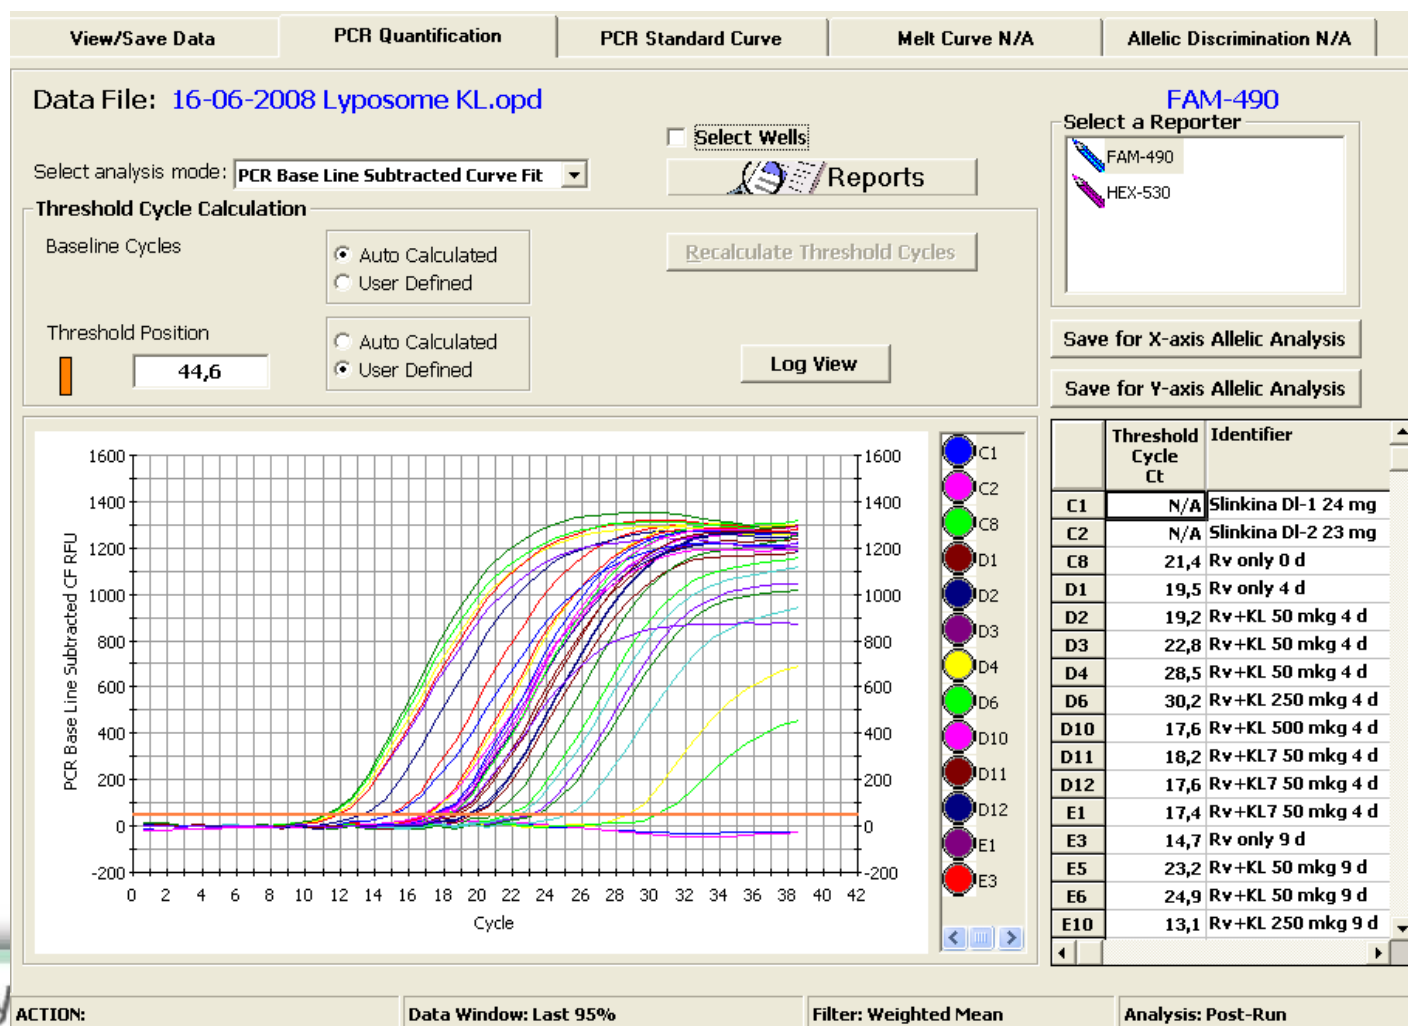 View/Save Data PCR Quantification PCR Standard Curve Melt Curve N/A Allelic Discrimination N/A
Data File: 16-06-2008 Lyposome KL.opd FAM-490
Select Wells
Select a Reporter
FAM-490
HEX-530
Select analysis mode: PCR Base Line Subtracted Curve Fit
Reports
Threshold Cycle Calculation
Baseline Cycles
Auto Calculated
User Defined
Recalculate Threshold Cycles
Threshold Position
44,6
Auto Calculated
User Defined
Log View
Save for X-axis Allelic Analysis
Save for Y-axis Allelic Analysis
PCR Base Line Subtracted CF RFU
1600 1600
1400 1400
1200 1200
1000 1000
800 800
600 600
400 400
200 200
0 0
-200 -200
0 2 4 6 8 10 12 14 16 18 20 22 24 26 28 30 32 34 36 38 40 42
Cycle
C1
C2
C8
D1
D2
D3
D4
D6
D10
D11
D12
E1
E3
Threshold Cycle Ct Identifier
C1 N/A Slinkina Dl-1 24 mg
C2 N/A Slinkina Dl-2 23 mg
C8 21,4 Rv only 0 d
D1 19,5 Rv only 4 d
D2 19,2 Rv+KL 50 mkg 4 d
D3 22,8 Rv+KL 50 mkg 4 d
D4 28,5 Rv+KL 50 mkg 4 d
D6 30,2 Rv+KL 250 mkg 4 d
D10 17,6 Rv+KL 500 mkg 4 d
D11 18,2 Rv+KL7 50 mkg 4 d
D12 17,6 Rv+KL7 50 mkg 4 d
E1 17,4 Rv+KL7 50 mkg 4 d
E3 14,7 Rv only 9 d
E5 23,2 Rv+KL 50 mkg 9 d
E6 24,9 Rv+KL 50 mkg 9 d
E10 13,1 Rv+KL 250 mkg 9 d
ACTION: Data Window: Last 95% Filter: Weighted Mean Analysis: Post-Run